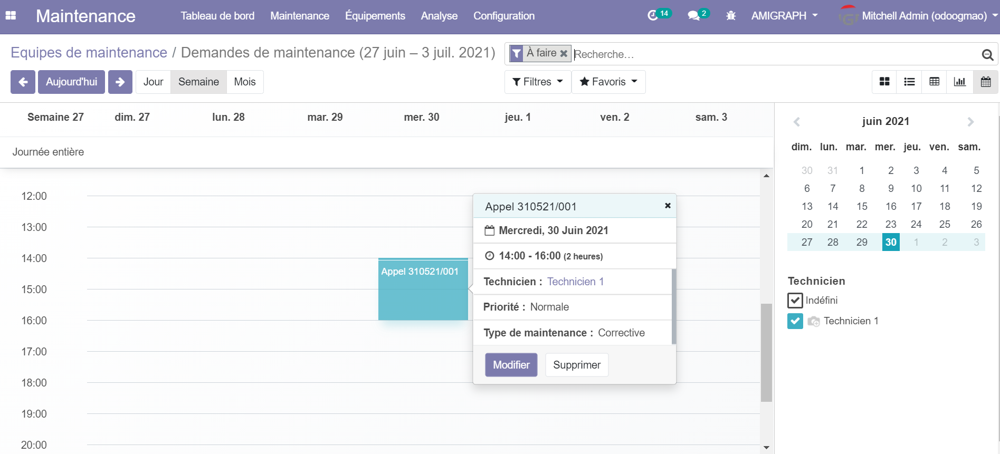 Maintenance Tableau de bord Maintenance Équipements Analyse Configuration 14 2 AMIGRAPH Mitchell Admin (odoogmao)
Equipes de maintenance / Demandes de maintenance (27 juin – 3 juil. 2021) À faire Recherche...
Aujourd'hui Jour Semaine Mois Filtres Favoris
Semaine 27 dim. 27 lun. 28 mar. 29 mer. 30 jeu. 1 ven. 2 sam. 3
Journée entière
12:00
13:00
14:00
15:00
16:00
17:00
18:00
19:00
20:00
Appel 310521/001
Appel 310521/001
Mercredi, 30 Juin 2021
14:00 - 16:00 (2 heures)
Technicien : Technicien 1
Priorité : Normale
Type de maintenance : Corrective
Modifier Supprimer
juin 2021
dim. lun. mar. mer. jeu. ven. sam.
30 31 1 2 3 4 5
6 7 8 9 10 11 12
13 14 15 16 17 18 19
20 21 22 23 24 25 26
27 28 29 30 1 2 3
Technicien
Indéfini
Technicien 1